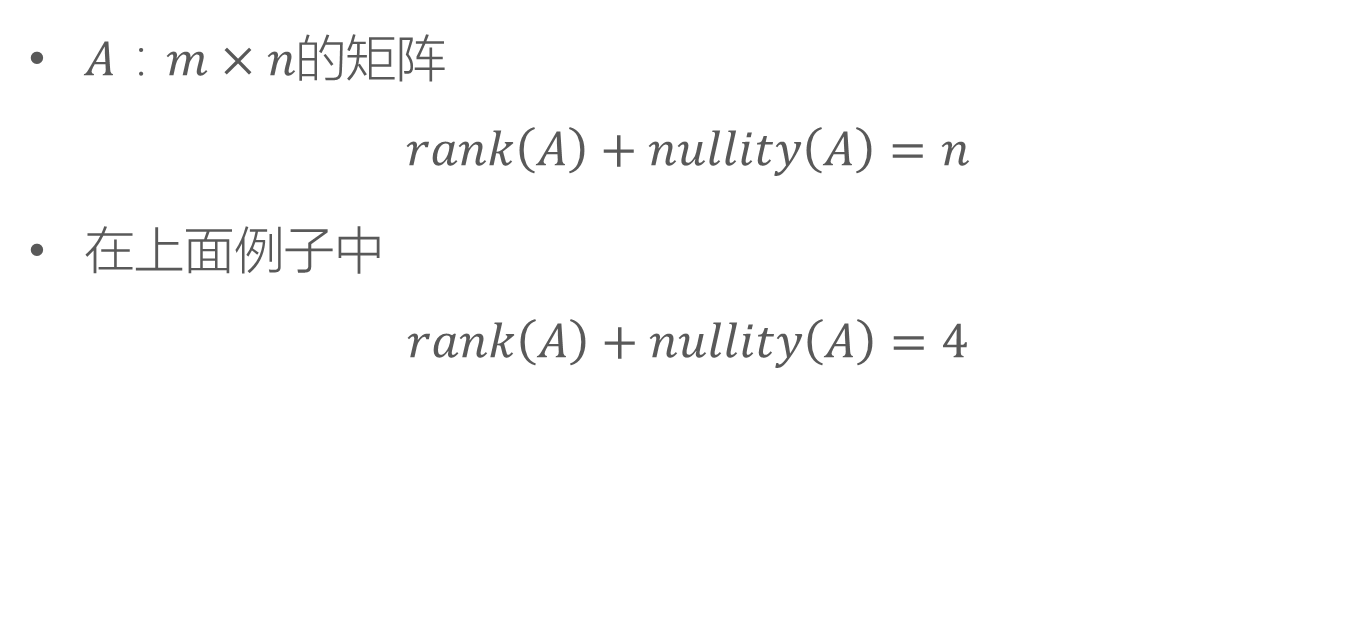 • A : m × n的矩阵
rank(A) + nullity(A) = n
• 在上面例子中
rank(A) + nullity(A) = 4